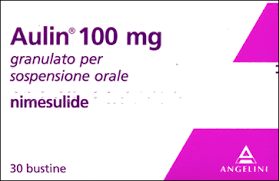 Aulin® 100 mg
granulato per
sospensione orale
nimesulide
30 bustine
ANGELINI